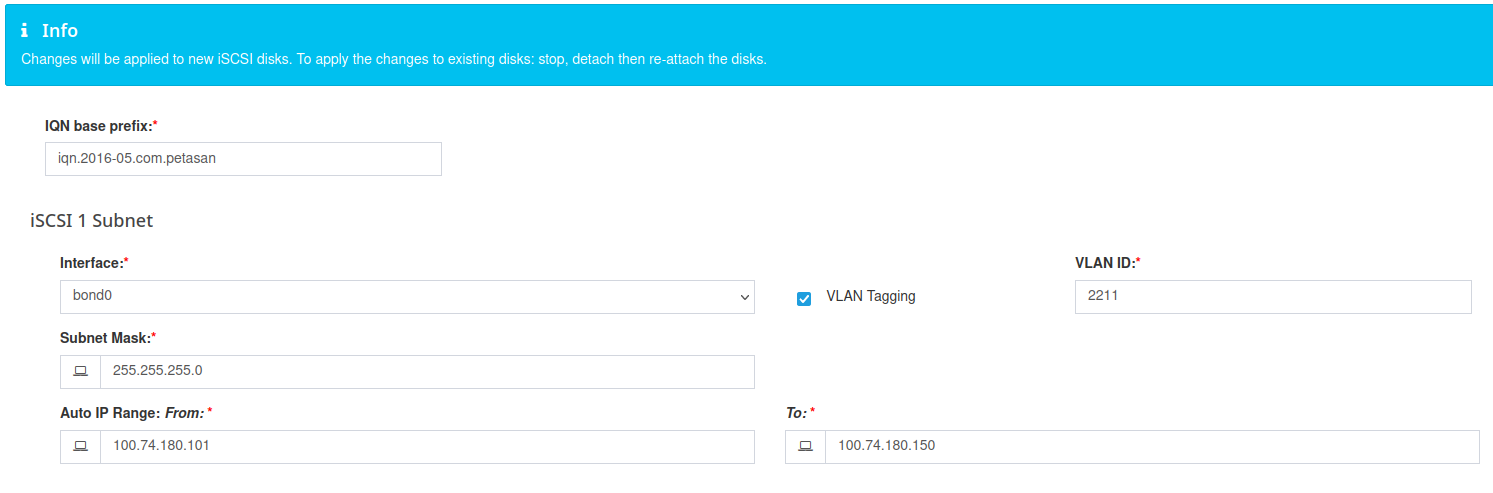 Info
Changes will be applied to new iSCSI disks. To apply the changes to existing disks: stop, detach then re-attach the disks.
IQN base prefix:*
iqn.2016-05.com.petasan
iSCSI 1 Subnet
Interface:*
VLAN ID:*
bond0
VLAN Tagging
2211
Subnet Mask:*
255.255.255.0
Auto IP Range: From: *
To: *
100.74.180.101
100.74.180.150